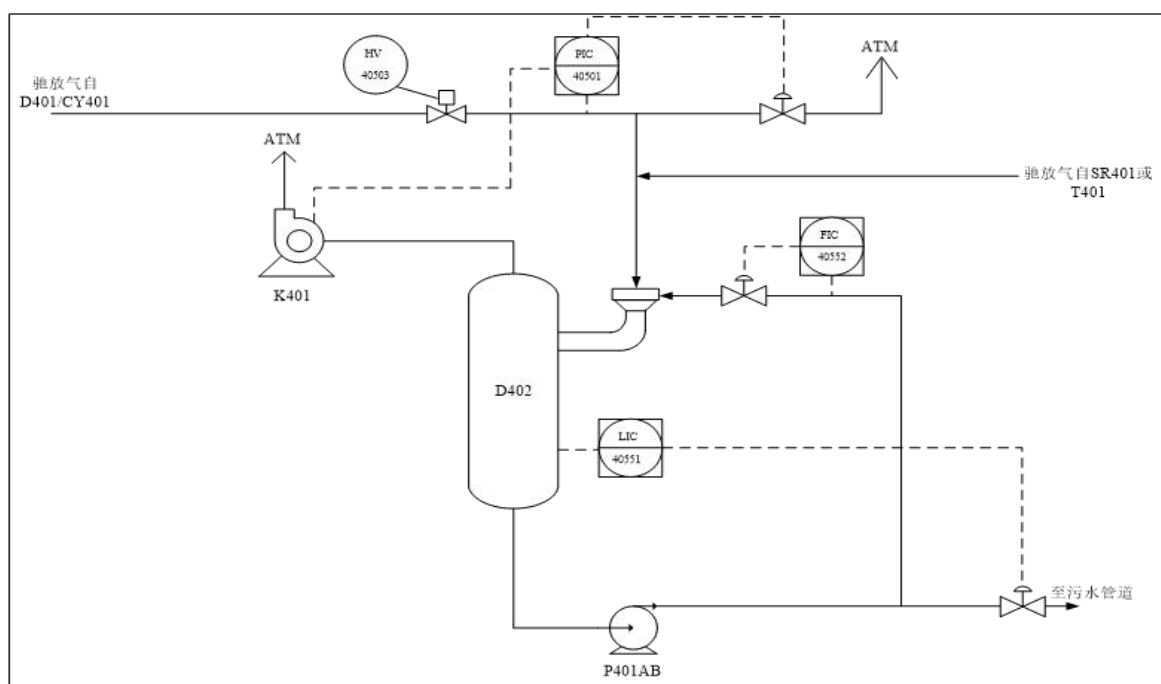 HV
40503
PIC
40501
ATM
驰放气自
D401/CY401
ATM
驰放气自SR401或
T401
FIC
40552
K401
D402
LIC
40551
至污水管道
P401AB